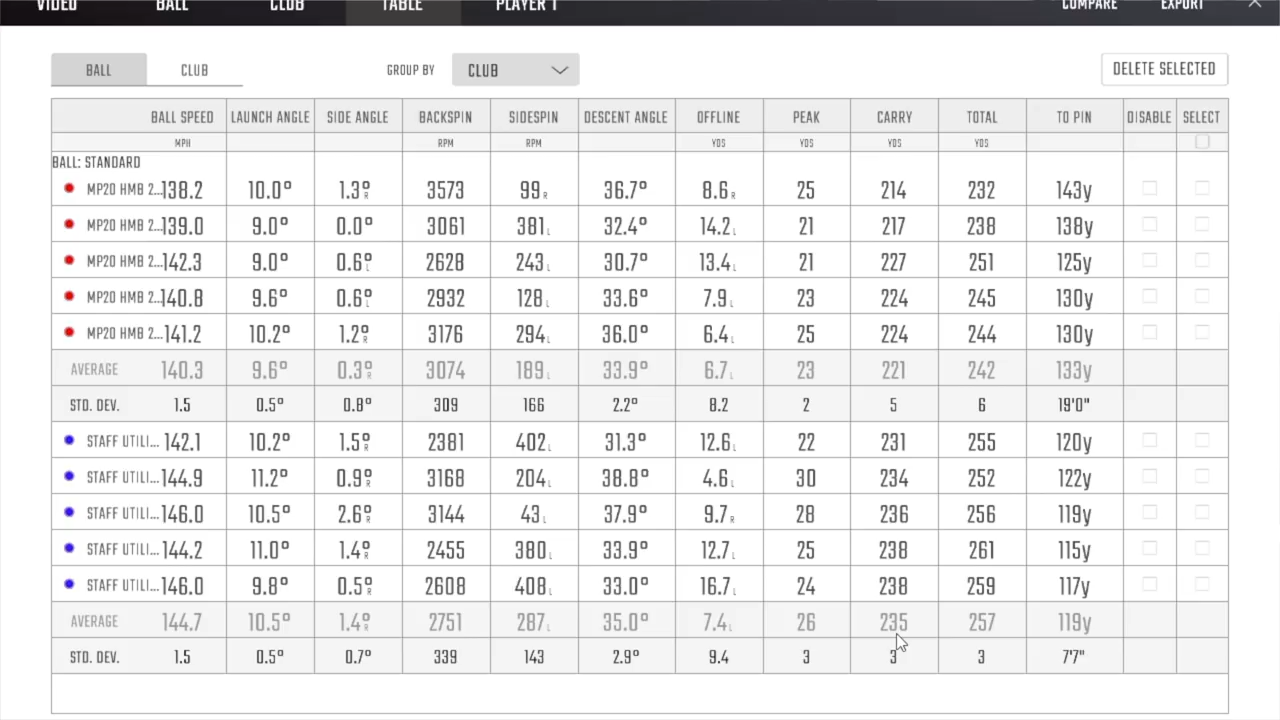 VIDEO BALL CLUB TABLE PLAYER 1 COMPARE EXPORT
BALL CLUB GROUP BY CLUB DELETE SELECTED
BALL SPEED LAUNCH ANGLE SIDE ANGLE BACKSPIN SIDESPIN DESCENT ANGLE OFFLINE PEAK CARRY TOTAL TO PIN DISABLE SELECT
MPH RPM RPM YDS YDS YDS YDS
BALL: STANDARD
MP20 HMB 2... 138.2 10.0° 1.3° R 3573 99 R 36.7° 8.6 R 25 214 232 143y
MP20 HMB 2... 139.0 9.0° 0.0° 3061 381 L 32.4° 14.2 L 21 217 238 138y
MP20 HMB 2... 142.3 9.0° 0.6° L 2628 243 L 30.7° 13.4 L 21 227 251 125y
MP20 HMB 2... 140.8 9.6° 0.6° L 2932 128 L 33.6° 7.9 L 23 224 245 130y
MP20 HMB 2... 141.2 10.2° 1.2° R 3176 294 L 36.0° 6.4 L 25 224 244 130y
AVERAGE 140.3 9.6° 0.3° R 3074 189 L 33.9° 6.7 L 23 221 242 133y
STD. DEV. 1.5 0.5° 0.8° 309 166 2.2° 8.2 2 5 6 19'0"
STAFF UTILI... 142.1 10.2° 1.5° R 2381 402 L 31.3° 12.6 L 22 231 255 120y
STAFF UTILI... 144.9 11.2° 0.9° R 3168 204 L 38.8° 4.6 L 30 234 252 122y
STAFF UTILI... 146.0 10.5° 2.6° R 3144 43 L 37.9° 9.7 R 28 236 256 119y
STAFF UTILI... 144.2 11.0° 1.4° R 2455 380 L 33.9° 12.7 L 25 238 261 115y
STAFF UTILI... 146.0 9.8° 0.5° R 2608 408 L 33.0° 16.7 L 24 238 259 117y
AVERAGE 144.7 10.5° 1.4° R 2751 287 L 35.0° 7.4 L 26 235 257 119y
STD. DEV. 1.5 0.5° 0.7° 339 143 2.9° 9.4 3 3 3 7'7"